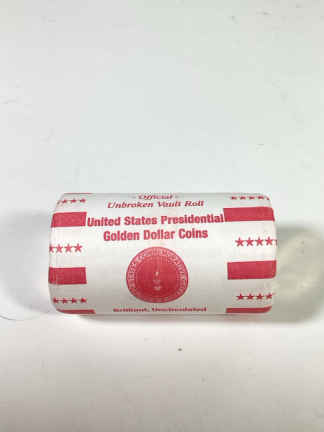 - Official -
Unbroken Vault Roll
United States Presidential
Golden Dollar Coins
Brilliant, Uncirculated